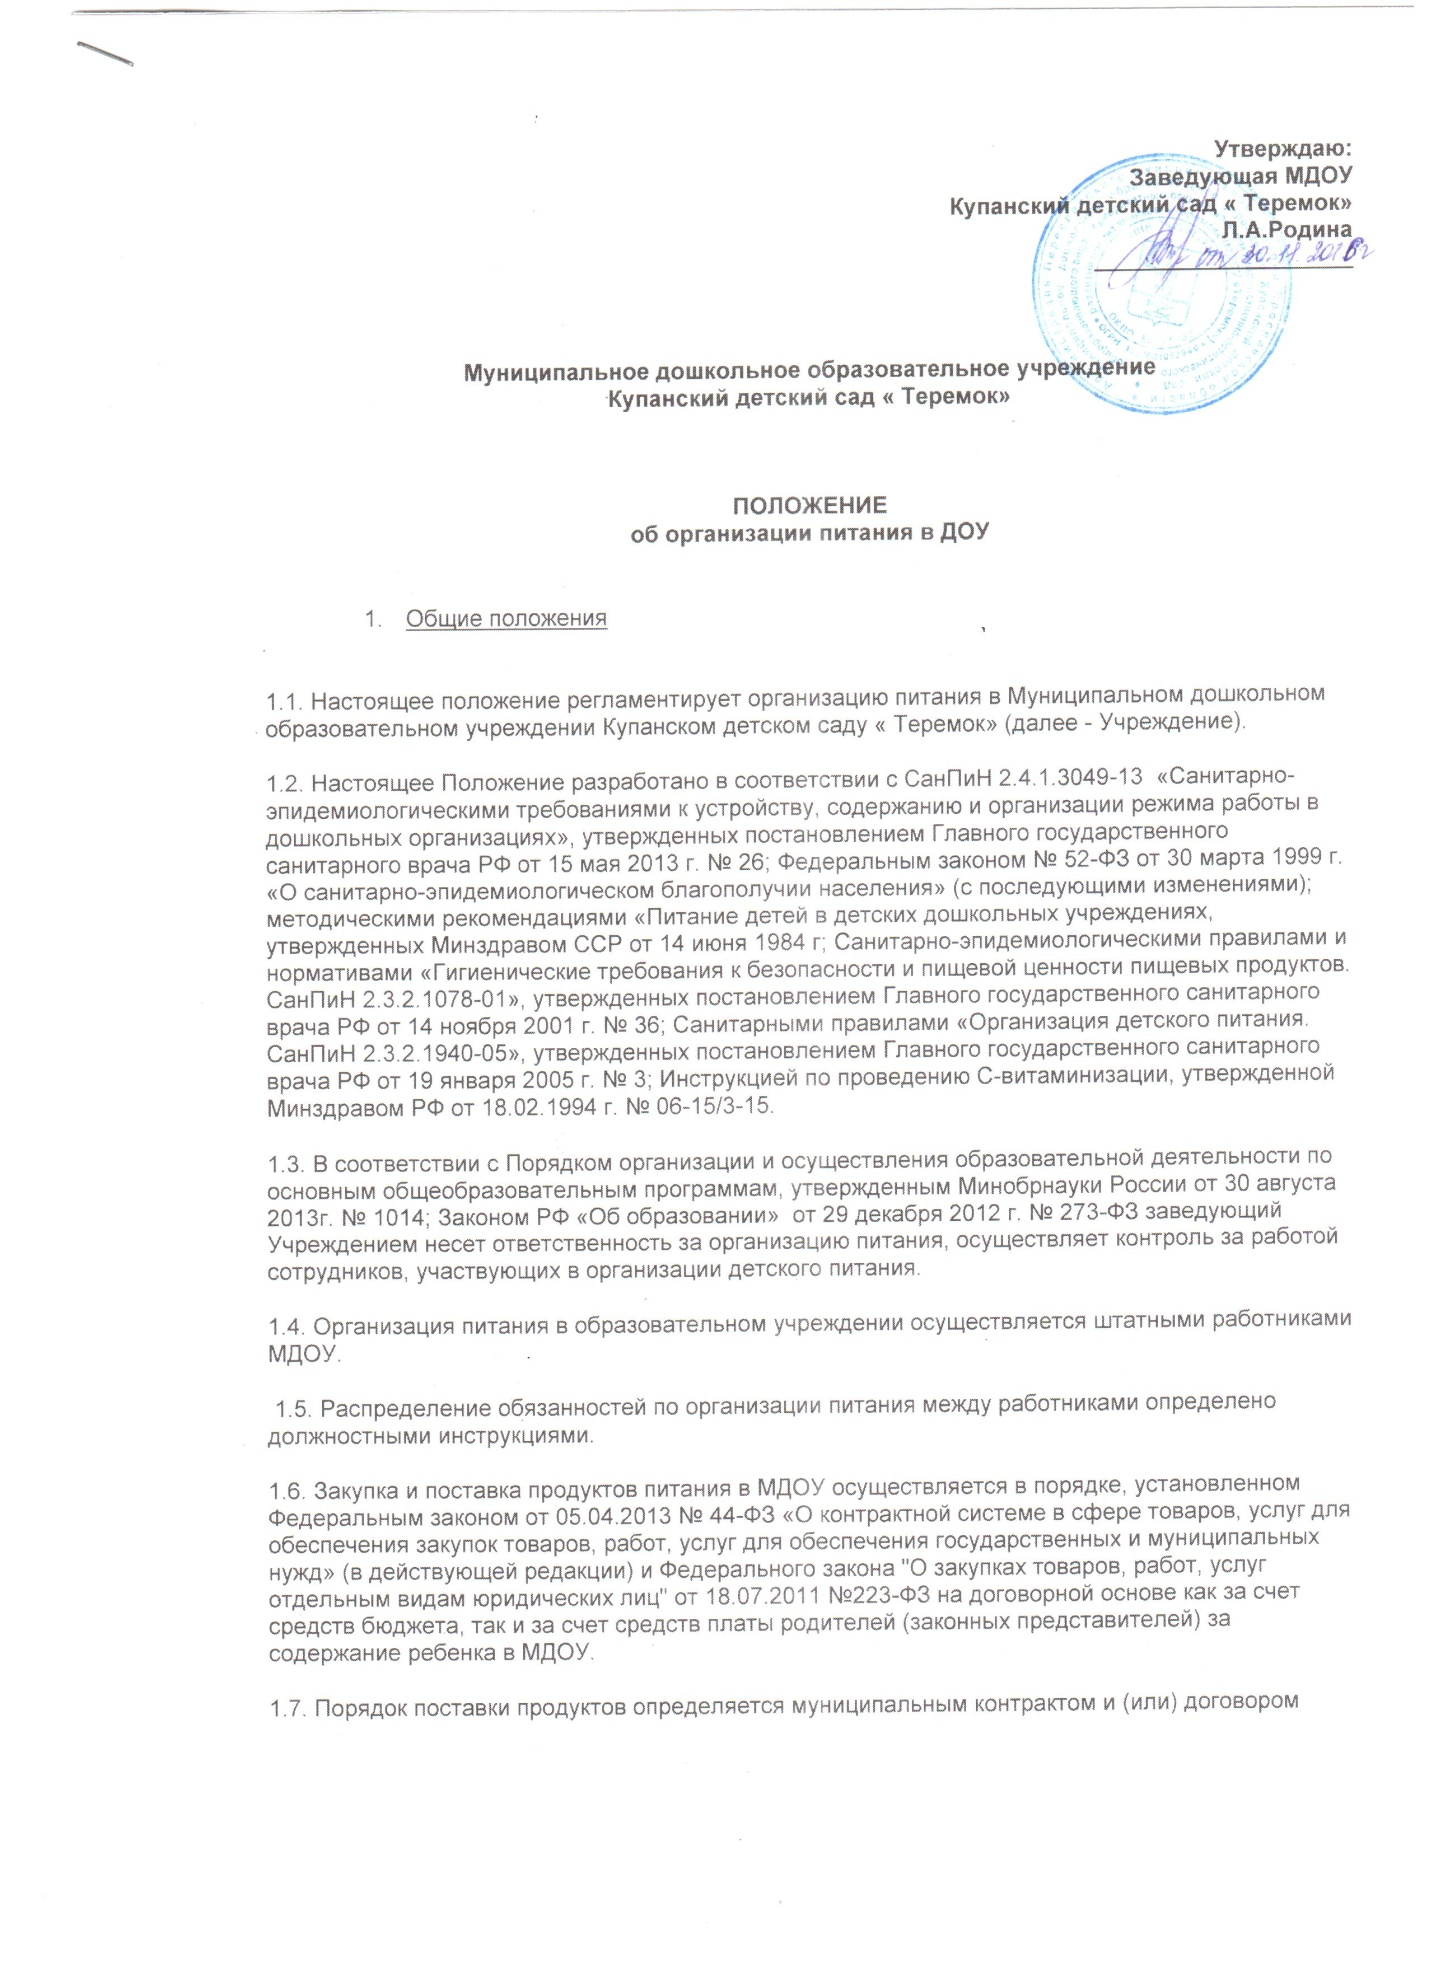 Утверждаю:
Заведующая МДОУ
Купанский детский сад « Теремок»
Л.А.Родина
от 30.11.2016г
Муниципальное дошкольное образовательное учреждение
Купанский детский сад « Теремок»
ПОЛОЖЕНИЕ
об организации питания в ДОУ
1. Общие положения
1.1. Настоящее положение регламентирует организацию питания в Муниципальном дошкольном
образовательном учреждении Купанском детском саду « Теремок» (далее - Учреждение).
1.2. Настоящее Положение разработано в соответствии с СанПиН 2.4.1.3049-13 «Санитарно-
эпидемиологическими требованиями к устройству, содержанию и организации режима работы в
дошкольных организациях», утвержденных постановлением Главного государственного
санитарного врача РФ от 15 мая 2013 г. № 26; Федеральным законом № 52-ФЗ от 30 марта 1999 г.
«О санитарно-эпидемиологическом благополучии населения» (с последующими изменениями);
методическими рекомендациями «Питание детей в детских дошкольных учреждениях,
утвержденных Минздравом ССР от 14 июня 1984 г; Санитарно-эпидемиологическими правилами и
нормативами «Гигиенические требования к безопасности и пищевой ценности пищевых продуктов.
СанПиН 2.3.2.1078-01», утвержденных постановлением Главного государственного санитарного
врача РФ от 14 ноября 2001 г. № 36; Санитарными правилами «Организация детского питания.
СанПиН 2.3.2.1940-05», утвержденных постановлением Главного государственного санитарного
врача РФ от 19 января 2005 г. № 3; Инструкцией по проведению С-витаминизации, утвержденной
Минздравом РФ от 18.02.1994 г. № 06-15/3-15.
1.3. В соответствии с Порядком организации и осуществления образовательной деятельности по
основным общеобразовательным программам, утвержденным Минобрнауки России от 30 августа
2013г. № 1014; Законом РФ «Об образовании» от 29 декабря 2012 г. № 273-ФЗ заведующий
Учреждением несет ответственность за организацию питания, осуществляет контроль за работой
сотрудников, участвующих в организации детского питания.
1.4. Организация питания в образовательном учреждении осуществляется штатными работниками
МДОУ.
1.5. Распределение обязанностей по организации питания между работниками определено
должностными инструкциями.
1.6. Закупка и поставка продуктов питания в МДОУ осуществляется в порядке, установленном
Федеральным законом от 05.04.2013 № 44-ФЗ «О контрактной системе в сфере товаров, услуг для
обеспечения закупок товаров, работ, услуг для обеспечения государственных и муниципальных
нужд» (в действующей редакции) и Федерального закона "О закупках товаров, работ, услуг
отдельным видам юридических лиц" от 18.07.2011 №223-ФЗ на договорной основе как за счет
средств бюджета, так и за счет средств платы родителей (законных представителей) за
содержание ребенка в МДОУ.
1.7. Порядок поставки продуктов определяется муниципальным контрактом и (или) договором